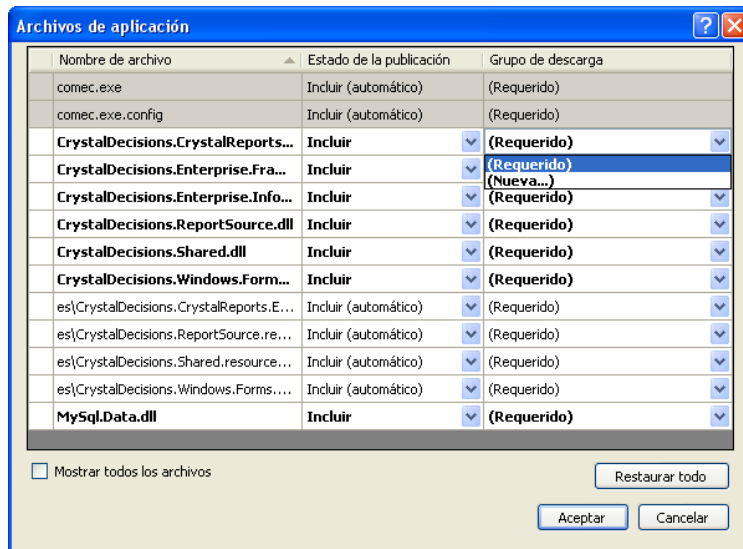 Archivos de aplicación
Nombre de archivo Estado de la publicación Grupo de descarga
comec.exe Incluir (automático) (Requerido)
comec.exe.config Incluir (automático) (Requerido)
CrystalDecisions.CrystalReports... Incluir (Requerido)
CrystalDecisions.Enterprise.Fra... Incluir (Requerido)
(Nueva...)
CrystalDecisions.Enterprise.Info... Incluir (Requerido)
CrystalDecisions.ReportSource.dll Incluir (Requerido)
CrystalDecisions.Shared.dll Incluir (Requerido)
CrystalDecisions.Windows.Form... Incluir (Requerido)
es\CrystalDecisions.CrystalReports.E... Incluir (automático) (Requerido)
es\CrystalDecisions.ReportSource.re... Incluir (automático) (Requerido)
es\CrystalDecisions.Shared.resource... Incluir (automático) (Requerido)
es\CrystalDecisions.Windows.Forms.... Incluir (automático) (Requerido)
MySql.Data.dll Incluir (Requerido)
Mostrar todos los archivos
Restaurar todo
Aceptar Cancelar